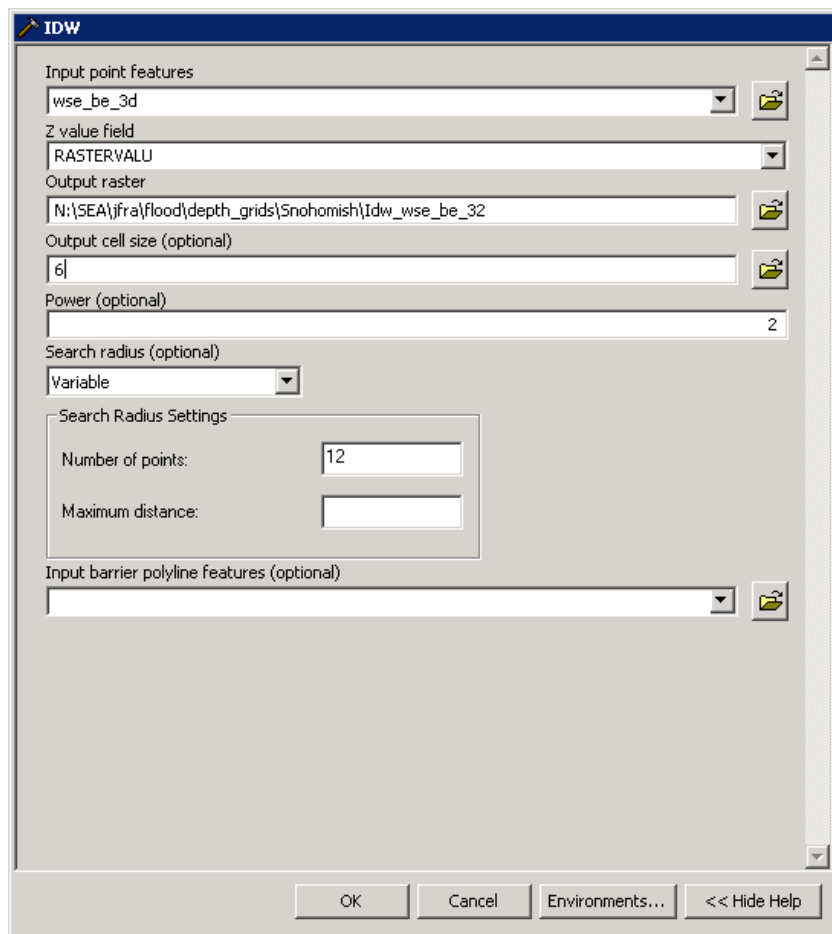 IDW
Input point features
wse_be_3d
Z value field
RASTERVALU
Output raster
N:\SEA\jfra\flood\depth_grids\Snohomish\Idw_wse_be_32
Output cell size (optional)
6
Power (optional)
2
Search radius (optional)
Variable
Search Radius Settings
Number of points:
12
Maximum distance:
Input barrier polyline features (optional)
OK Cancel Environments... << Hide Help